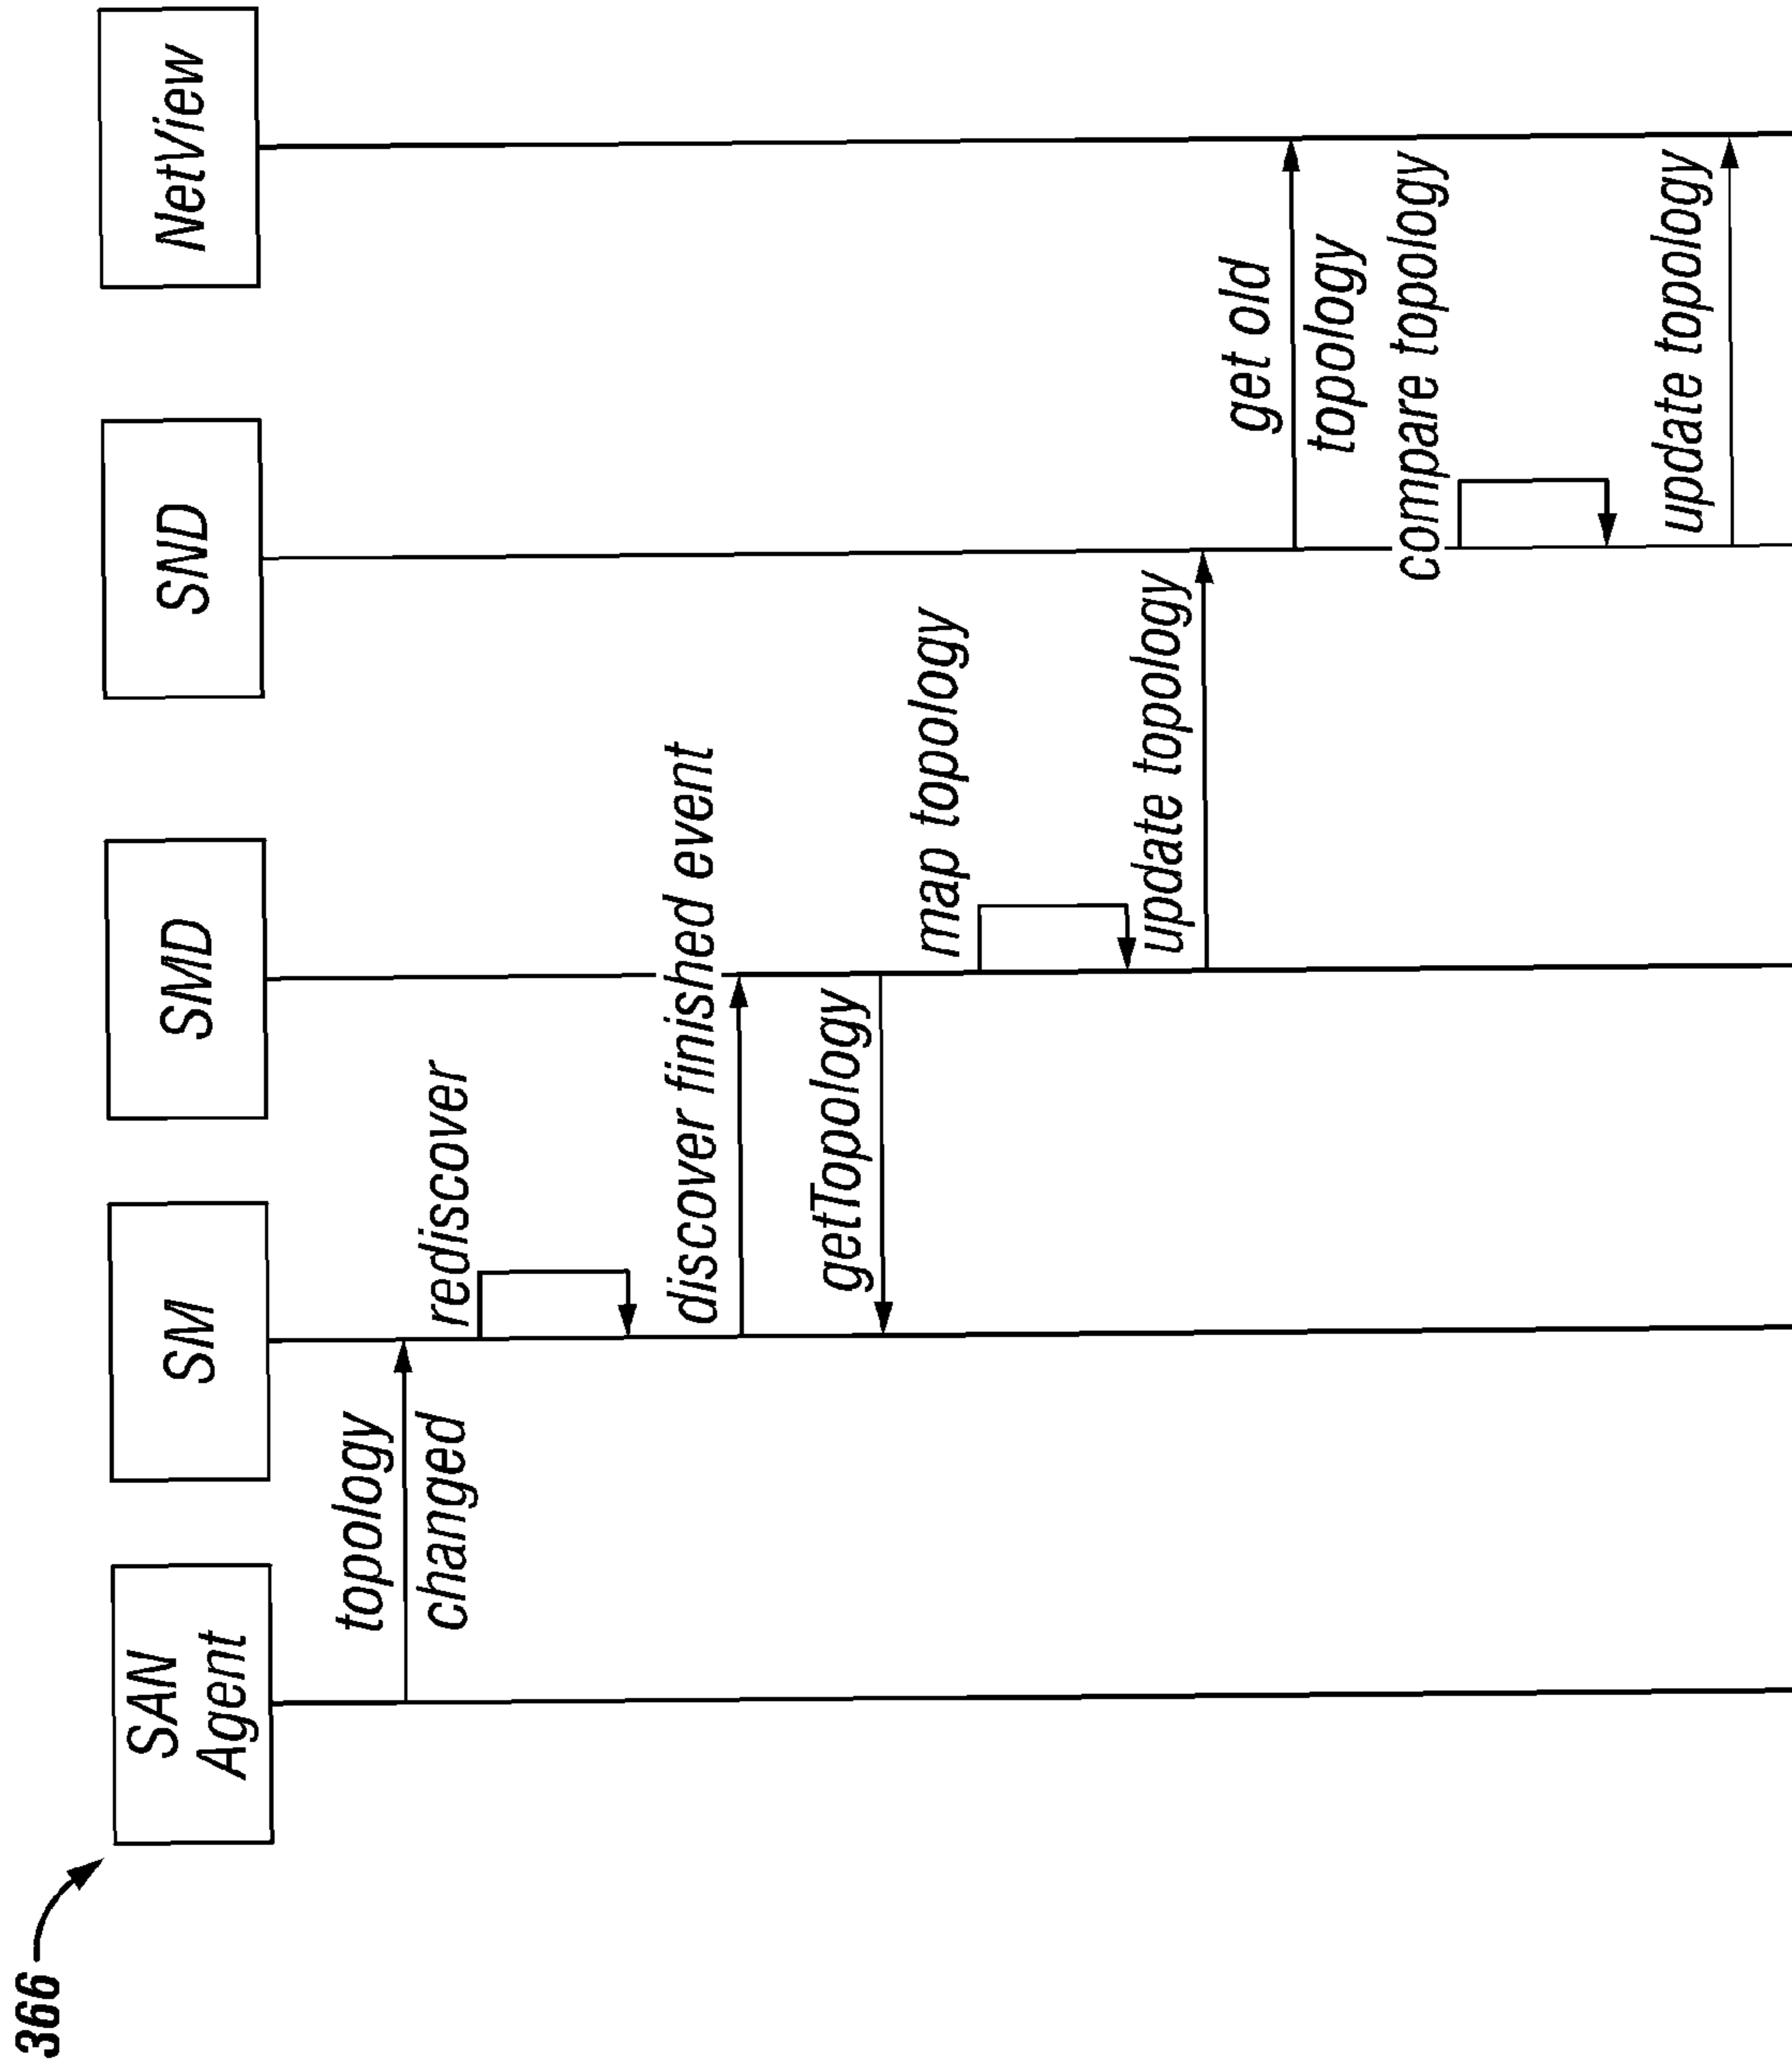 366
SAN
Agent
SM
SMD
SND
NetView
topology
changed
rediscover
discover finished event
getTopology
map topology
update topology
get old
topology
compare topology
update topology